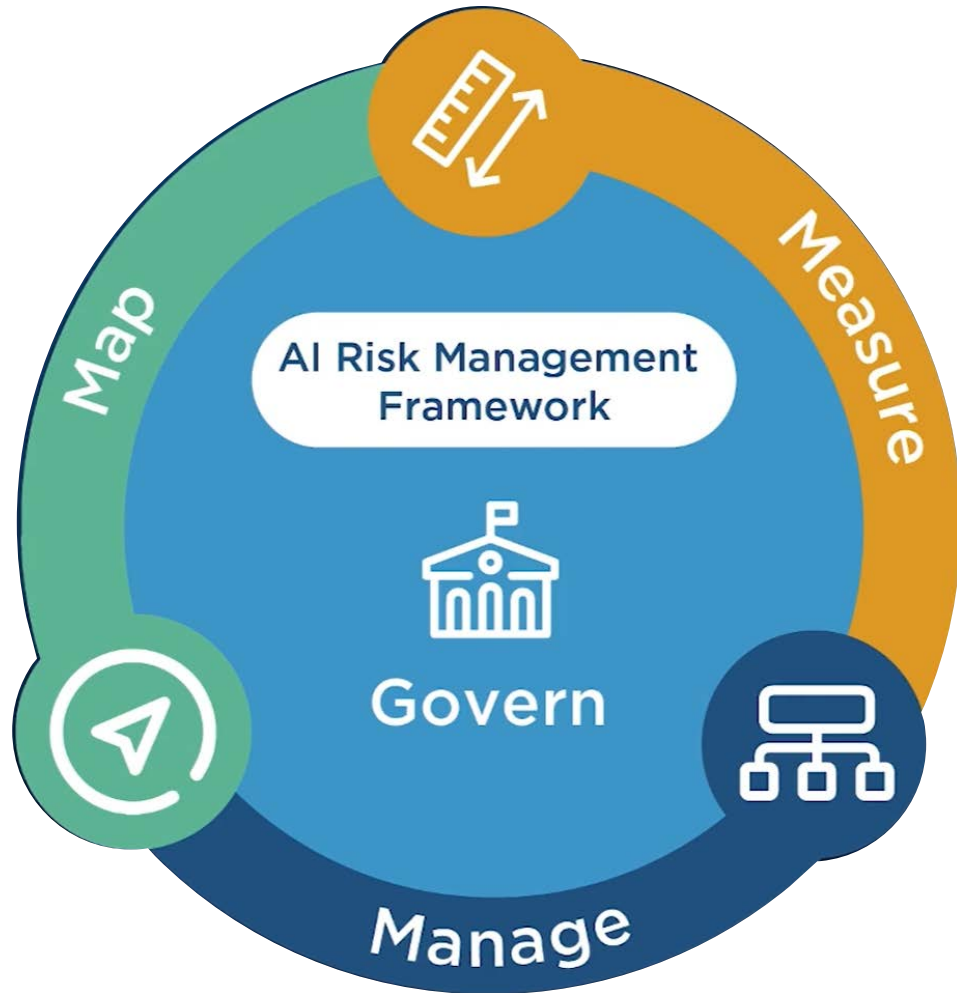 Map
Measure
AI Risk Management
Framework
Govern
Manage